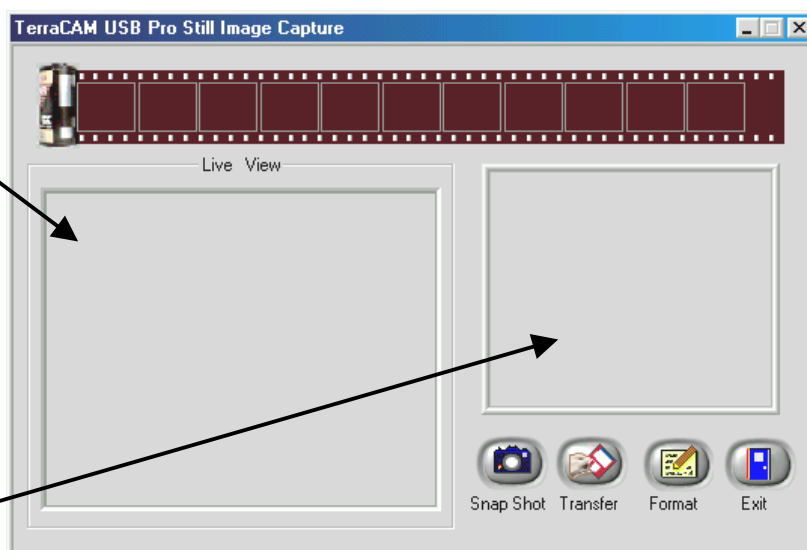 TerraCAM USB Pro Still Image Capture
Live View
Snap Shot Transfer Format Exit